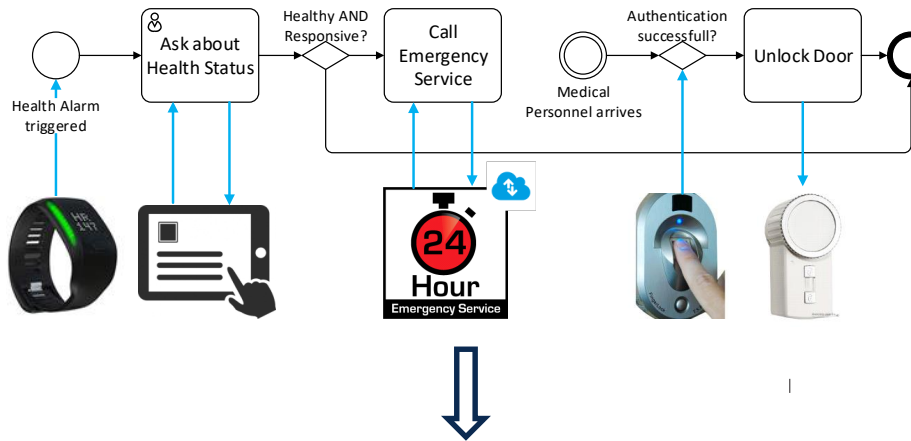 Healthy AND
Responsive?
Authentication
successfull?
Ask about
Health Status
Call
Emergency
Service
Unlock Door
Health Alarm
triggered
Medical
Personnel arrives
HR
147
24
Hour
Emergency Service